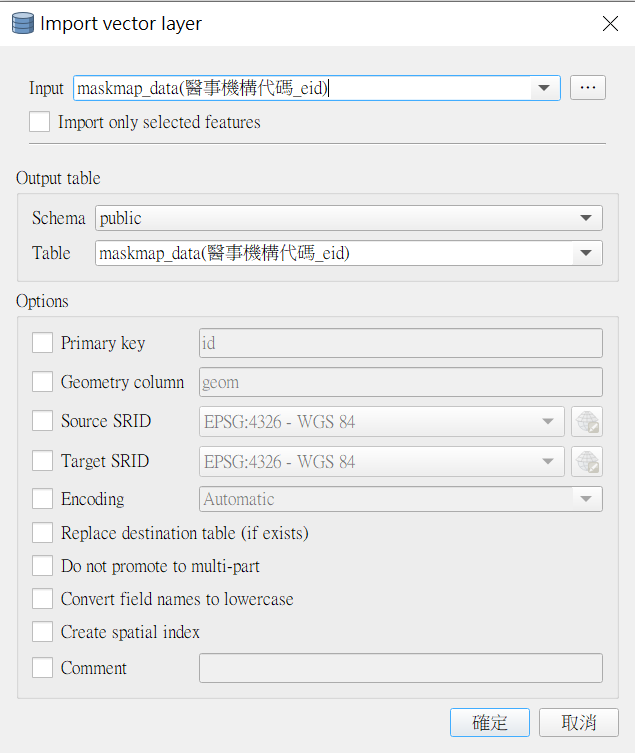 Import vector layer
Input maskmap_data(醫事機構代碼_eid) ...
Import only selected features
Output table
Schema public
Table maskmap_data(醫事機構代碼_eid)
Options
Primary key id
Geometry column geom
Source SRID EPSG:4326 - WGS 84
Target SRID EPSG:4326 - WGS 84
Encoding Automatic
Replace destination table (if exists)
Do not promote to multi-part
Convert field names to lowercase
Create spatial index
Comment
確定 取消